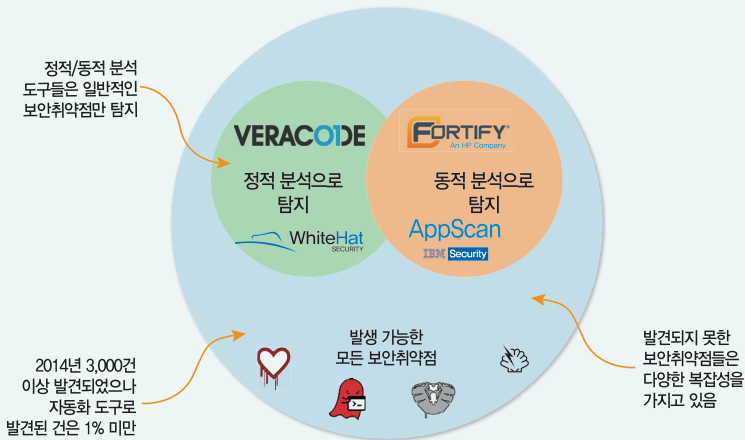 정적/동적 분석
도구들은 일반적인
보안취약점만 탐지
VERACODE
정적 분석으로
탐지
WhiteHat
SECURITY
FORTIFY®
An HP Company
동적 분석으로
탐지
AppScan
IBM Security
발생 가능한
모든 보안취약점
2014년 3,000건
이상 발견되었으나
자동화 도구로
발견된 건은 1% 미만
발견되지 못한
보안취약점들은
다양한 복잡성을
가지고 있음